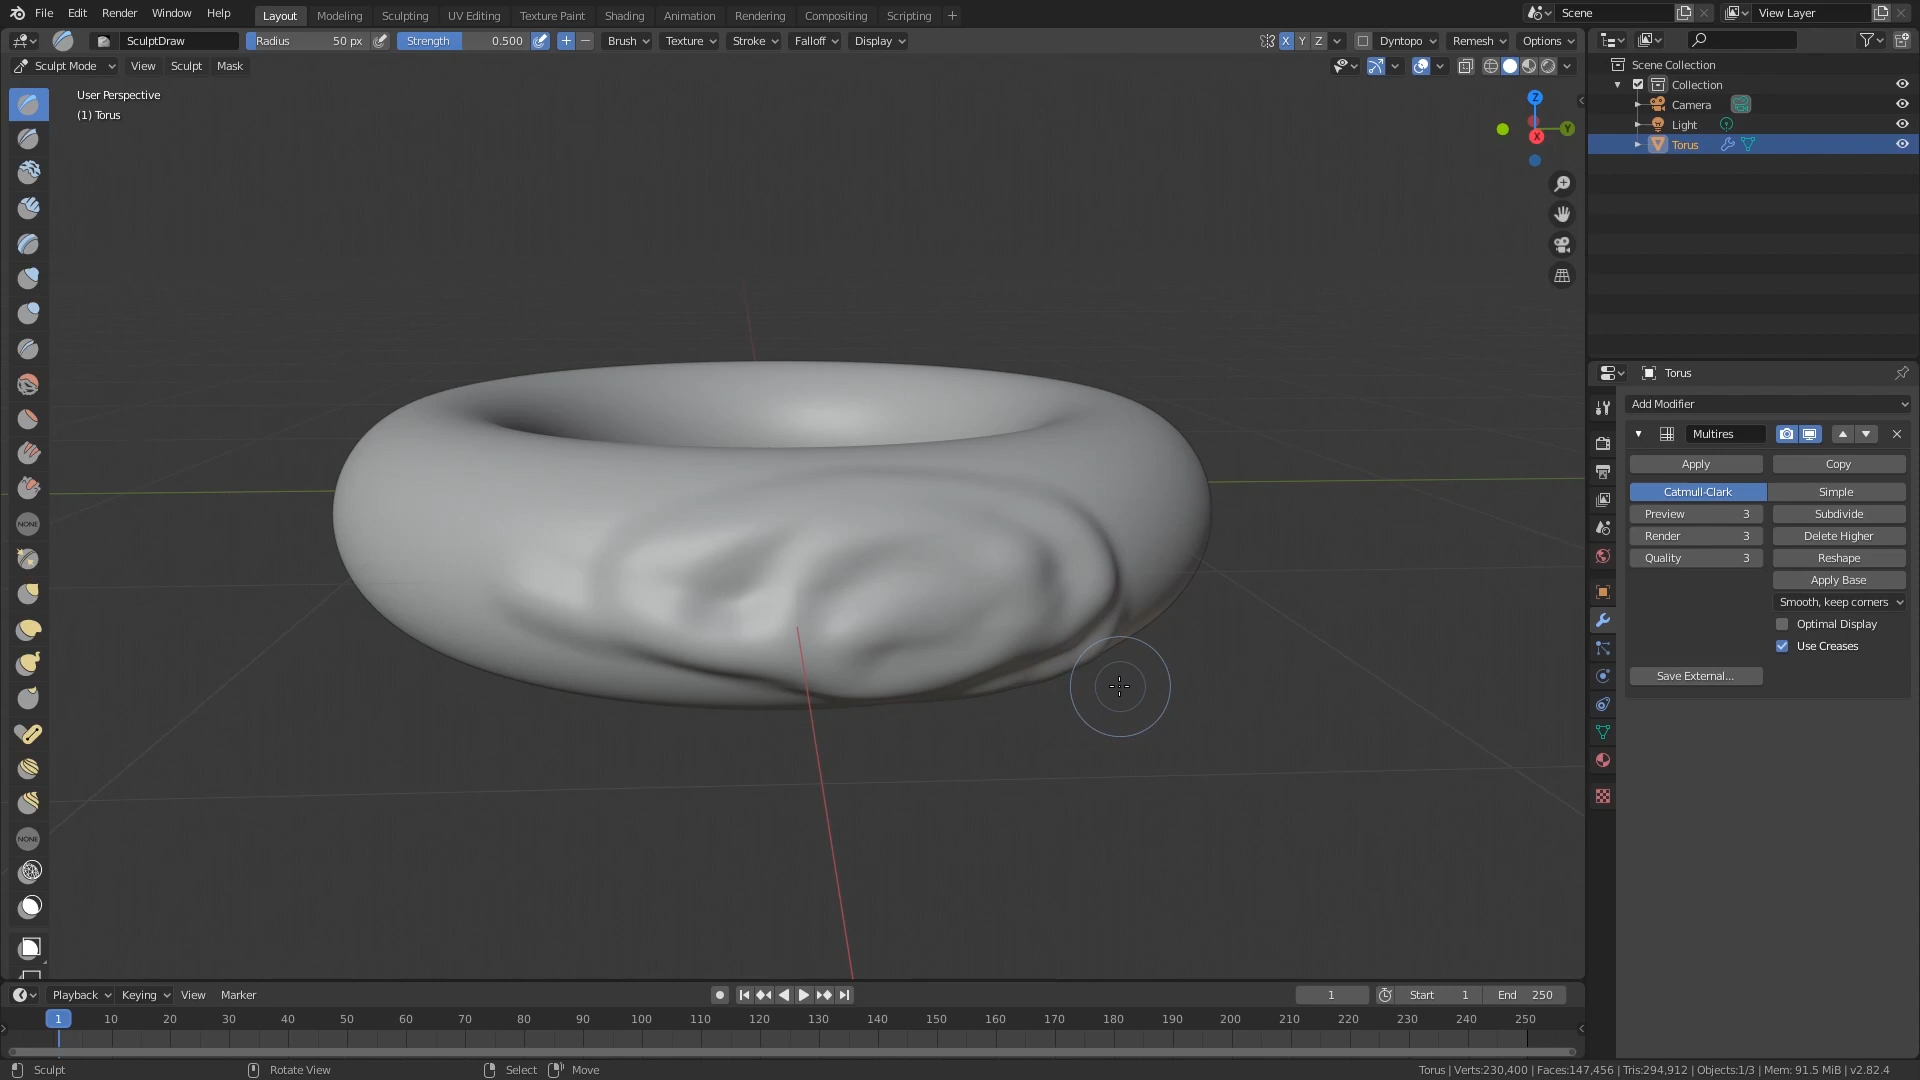 File Edit Render Window Help Layout Modeling Sculpting UV Editing Texture Paint Shading Animation Rendering Compositing Scripting + Scene View Layer
SculptDraw Radius 50 px Strength 0.500 + − Brush Texture Stroke Falloff Display X Y Z Dyntopo Remesh Options
Sculpt Mode View Sculpt Mask
User Perspective
(1) Torus
Z
Y
X
NONE
NONE
Scene Collection
Collection
Camera
Light
Torus
Torus
Add Modifier
Multires
Apply Copy
Catmull-Clark Simple
Preview 3 Subdivide
Render 3 Delete Higher
Quality 3 Reshape
Apply Base
Smooth, keep corners
Optimal Display
Use Creases
Save External...
Playback Keying View Marker 1 Start 1 End 250
1 10 20 30 40 50 60 70 80 90 100 110 120 130 140 150 160 170 180 190 200 210 220 230 240 250
Sculpt Rotate View Select Move Torus | Verts:230,400 | Faces:147,456 | Tris:294,912 | Objects:1/3 | Mem: 91.5 MiB | v2.82.4